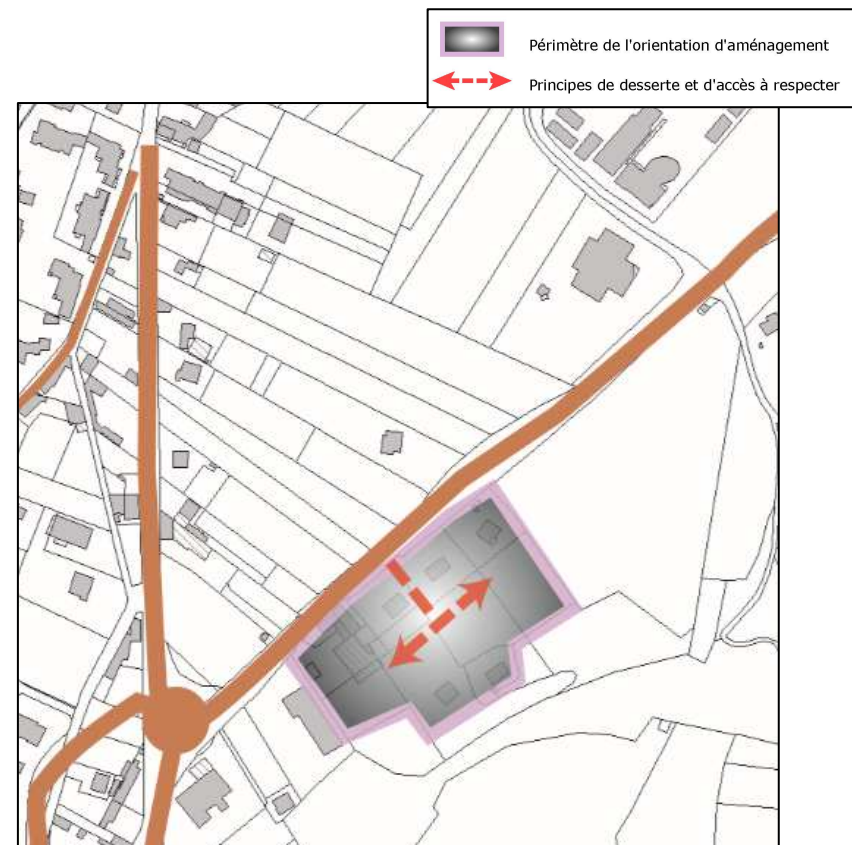 Périmètre de l'orientation d'aménagement
Principes de desserte et d'accès à respecter